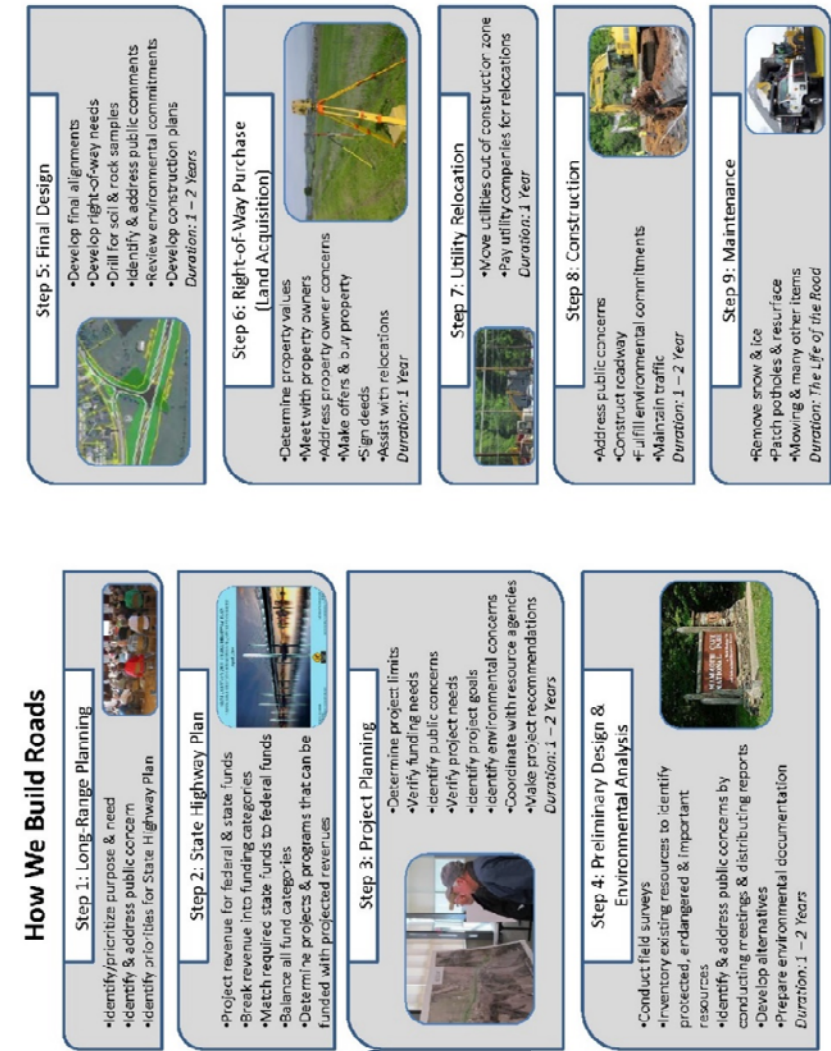 How We Build Roads
Step 1: Long-Range Planning
•Identify/prioritize purpose & need
•Identify & address public concern
•Identify priorities for State Highway Plan
Step 2: State Highway Plan
•Project revenue for federal & state funds
•Break revenue into funding categories
•Match required state funds to federal funds
•Balance all fund categories
•Determine projects & programs that can be
funded with projected revenues
Step 3: Project Planning
•Determine project limits
•Verify funding needs
•Identify public concerns
•Verify project needs
•Identify project goals
•Identify environmental concerns
•Coordinate with resource agencies
•Make project recommendations
Duration: 1 – 2 Years
Step 4: Preliminary Design &
Environmental Analysis
•Conduct field surveys
•Inventory existing resources to identify
protected, endangered & important
resources
•Identify & address public concerns by
conducting meetings & distributing reports
•Develop alternatives
•Prepare environmental documentation
Duration: 1 – 2 Years
MAMMOTH CAVE
NATIONAL PARK
Step 5: Final Design
•Develop final alignments
•Develop right-of-way needs
•Drill for soil & rock samples
•Identify & address public comments
•Review environmental commitments
•Develop construction plans
Duration: 1 – 2 Years
Step 6: Right-of-Way Purchase
(Land Acquisition)
•Determine property values
•Meet with property owners
•Address property owner concerns
•Make offers & buy property
•Sign deeds
•Assist with relocations
Duration: 1 Year
Step 7: Utility Relocation
•Move utilities out of construction zone
•Pay utility companies for relocations
Duration: 1 Year
Step 8: Construction
•Address public concerns
•Construct roadway
•Fulfill environmental commitments
•Maintain traffic
Duration: 1 – 2 Year
Step 9: Maintenance
•Remove snow & ice
•Patch potholes & resurface
•Mowing & many other items
Duration: The Life of the Road